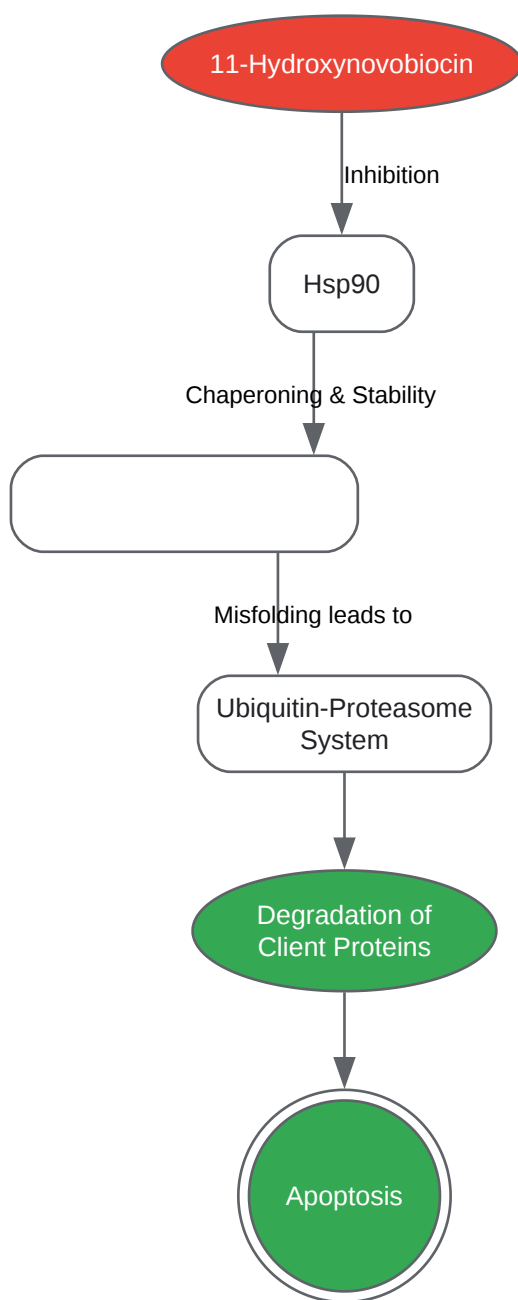 11-Hydroxynovobiocin
Inhibition
Hsp90
Chaperoning & Stability
Misfolding leads to
Ubiquitin-Proteasome
System
Degradation of
Client Proteins
Apoptosis